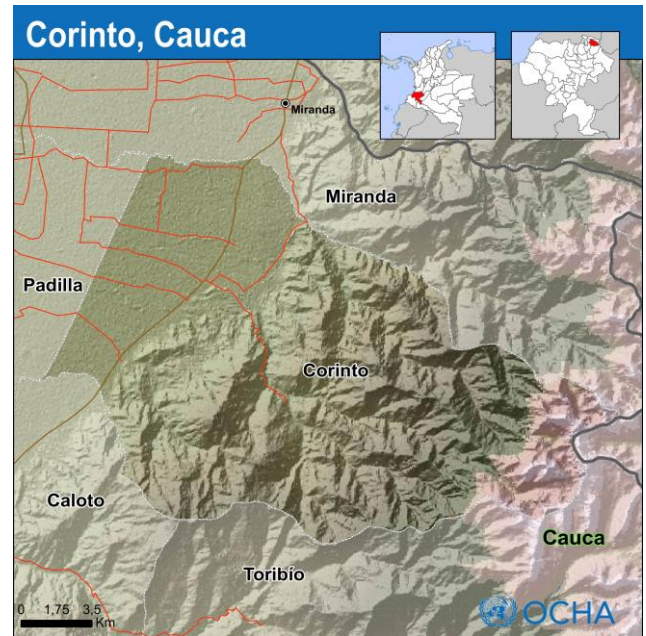 Corinto, Cauca
Miranda
Miranda
Padilla
Corinto
Caloto
Cauca
Toribío
0 1,75 3,5
Km
OCHA